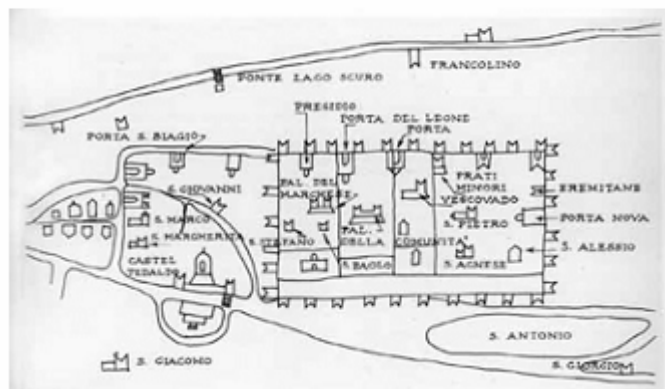 FRANCOLINO
PONTE LAGO SCURO
PRESIDIO
PORTA DEL LEONE
PORTA
PORTA S. BIAGIO
S. GIOVANNI
PAL. DEL
MARCHESE
FRATI
MINORI
VESCOVADO
EREMITANE
S. MARCO
S. MARGHERITA
S. STEFANO
PAL.
DELLA COMUNITA
S. PIETRO
PORTA NOVA
CASTEL
TEDALDO
S. PAOLO
S. AGNESE
S. ALESSIO
S. ANTONIO
S. GIACOMO
S. GIORGIO